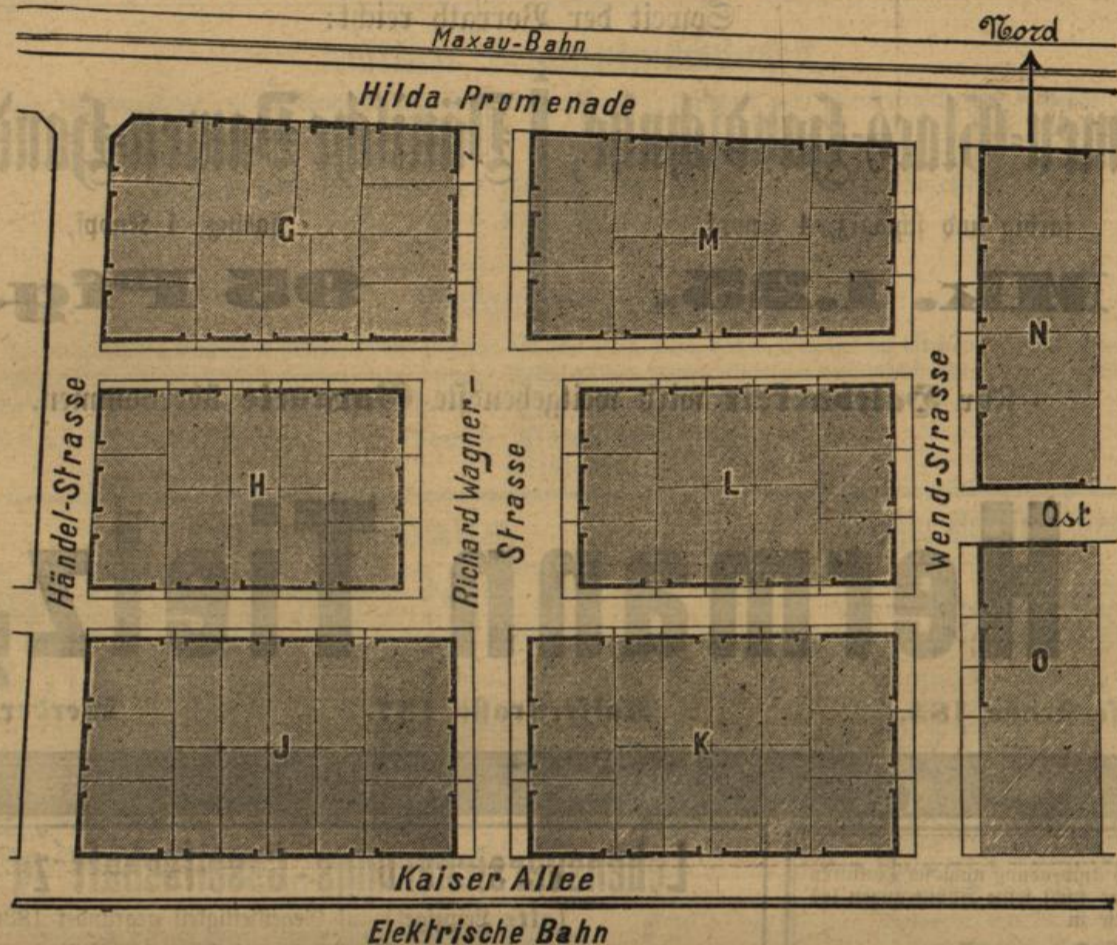 Maxau-Bahn
Nord
Hilda Promenade
G
M
N
Händel-Strasse
Richard Wagner-
Strasse
Wend-Strasse
H
L
Ost
O
J
K
Kaiser Allee
Elektrische Bahn